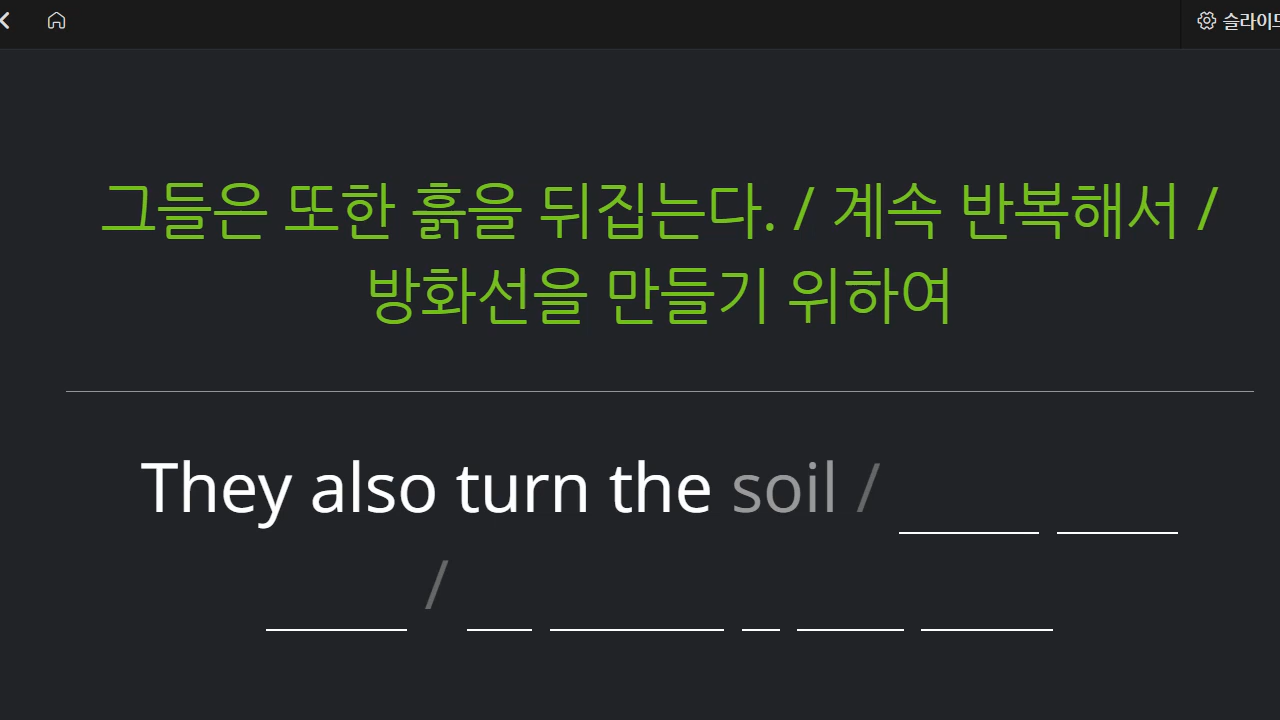 슬라이드
그들은 또한 흙을 뒤집는다. / 계속 반복해서 /
방화선을 만들기 위하여
They also turn the soil /
/